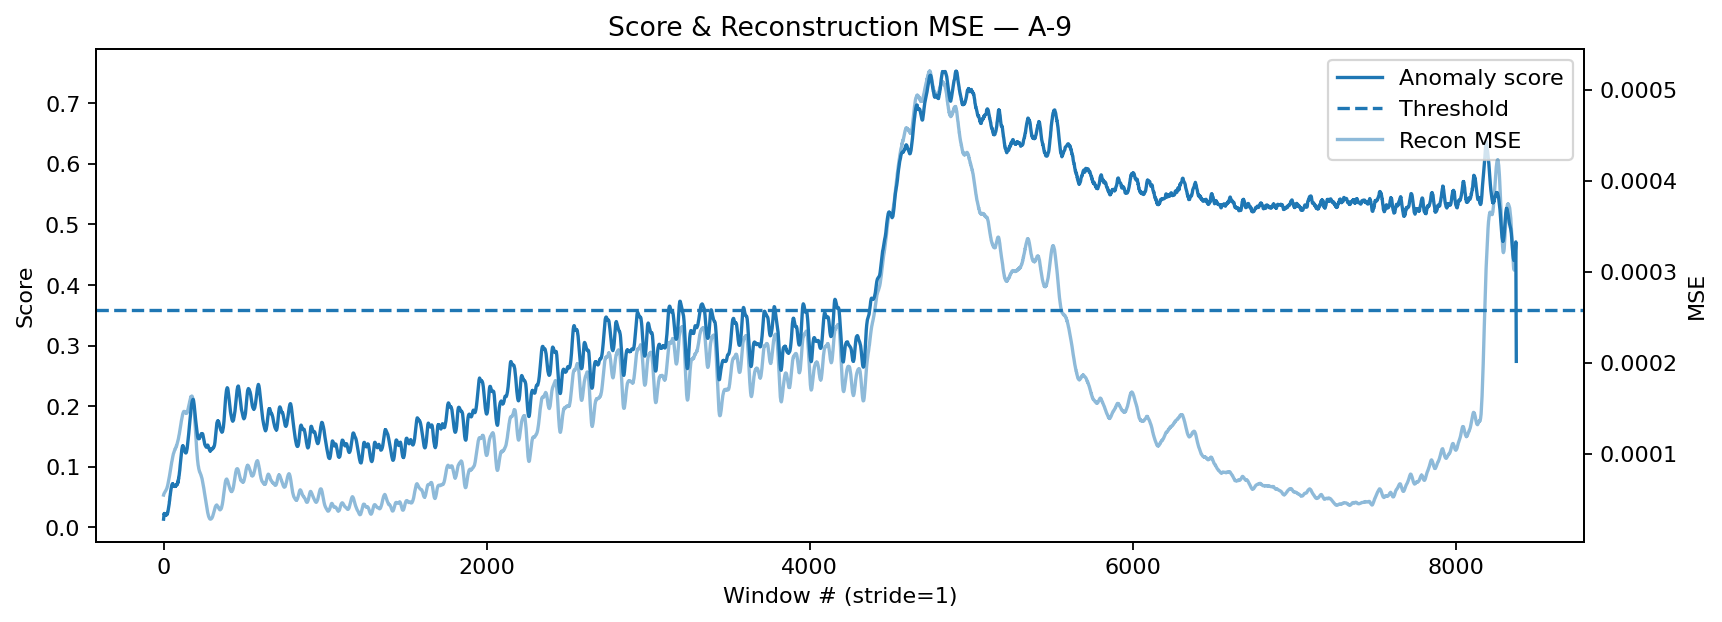 Score & Reconstruction MSE — A-9
Anomaly score
Threshold
Recon MSE
Score
0.7
0.6
0.5
0.4
0.3
0.2
0.1
0.0
MSE
0.0005
0.0004
0.0003
0.0002
0.0001
0
2000
4000
6000
8000
Window # (stride=1)